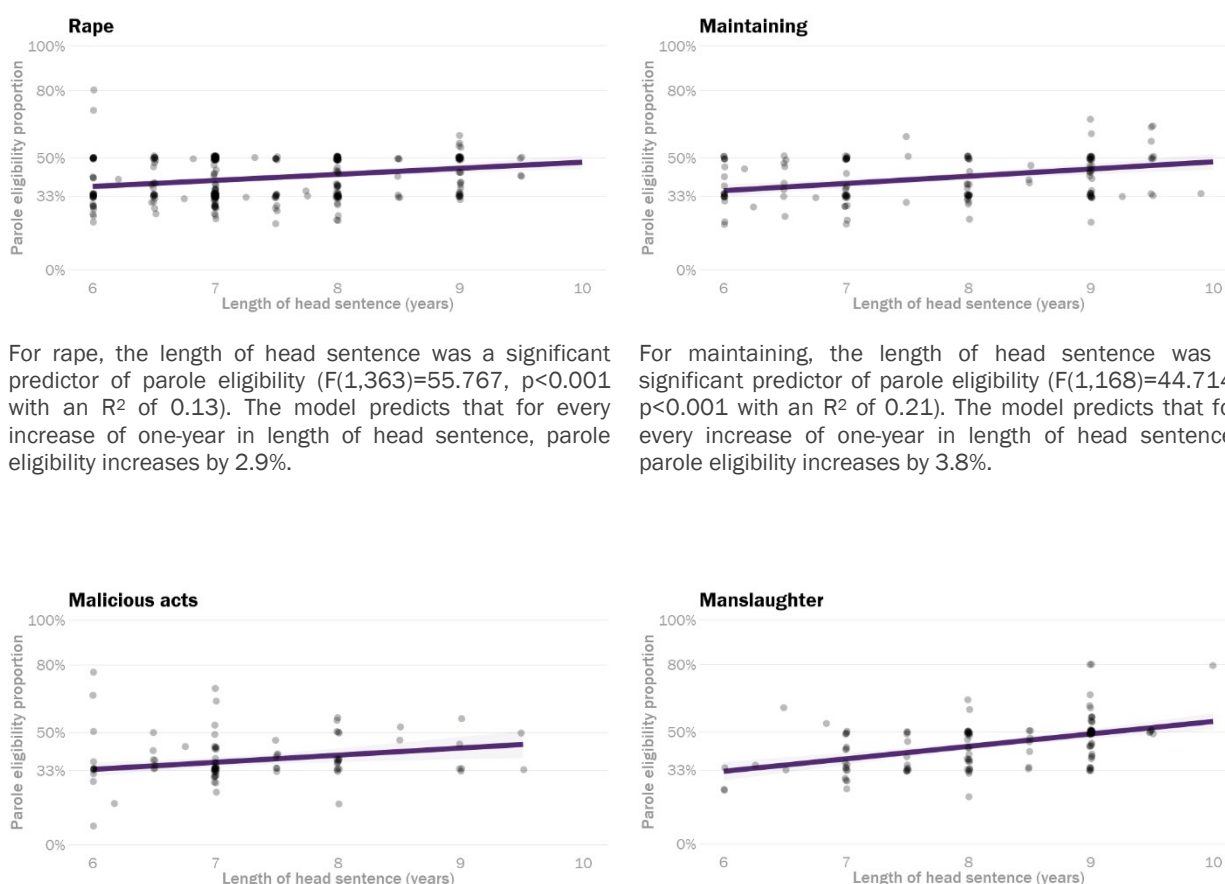 Rape
100%
80%
50%
33%
0%
Parole eligibility proportion
6 7 8 9 10
Length of head sentence (years)
Maintaining
100%
80%
50%
33%
0%
Parole eligibility proportion
6 7 8 9 10
Length of head sentence (years)
For rape, the length of head sentence was a significant
predictor of parole eligibility (F(1,363)=55.767, p<0.001
with an R² of 0.13). The model predicts that for every
increase of one-year in length of head sentence, parole
eligibility increases by 2.9%.
For maintaining, the length of head sentence was
significant predictor of parole eligibility (F(1,168)=44.714
p<0.001 with an R² of 0.21). The model predicts that fo
every increase of one-year in length of head sentence
parole eligibility increases by 3.8%.
Malicious acts
100%
80%
50%
33%
0%
Parole eligibility proportion
6 7 8 9 10
Length of head sentence (years)
Manslaughter
100%
80%
50%
33%
0%
Parole eligibility proportion
6 7 8 9 10
Length of head sentence (years)